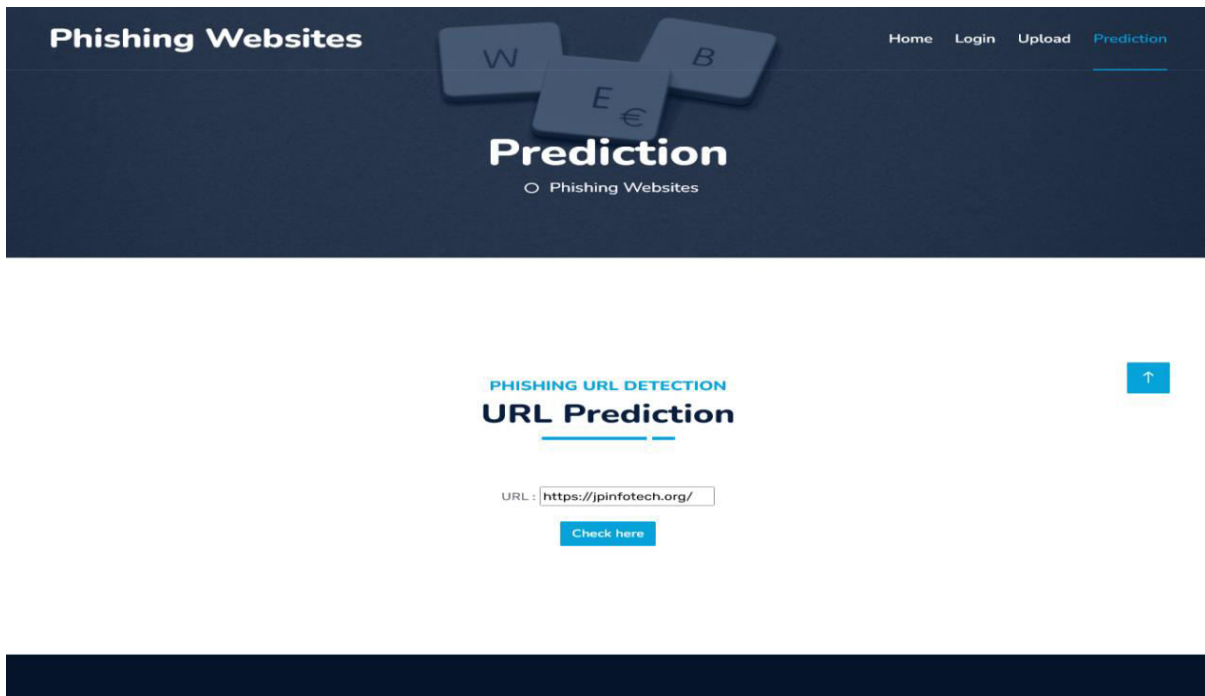 Phishing Websites
Home Login Upload Prediction
W E € B
Prediction
Phishing Websites
PHISHING URL DETECTION
URL Prediction
URL : https://jpinfotech.org/
Check here